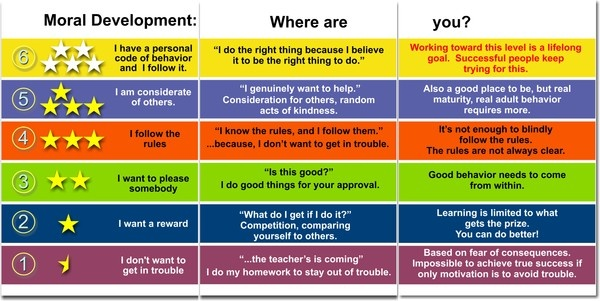 Moral Development: Where are you?
6
I have a personal
code of behavior
and I follow it.
“I do the right thing because I believe
it to be the right thing to do.”
Working toward this level is a lifelong
goal. Successful people keep
trying for this.
5
I am considerate
of others.
“I genuinely want to help.”
Consideration for others, random
acts of kindness.
Also a good place to be, but real
maturity, real adult behavior
requires more.
4
I follow the
rules
“I know the rules, and I follow them.”
...because, I don’t want to get in trouble.
It's not enough to blindly
follow the rules.
The rules are not always clear.
3
I want to please
somebody
“Is this good?”
I do good things for your approval.
Good behavior needs to
come from within.
2
I want a reward
“What do I get if I do it?”
Competition, comparing
yourself to others.
Learning is limited to what
gets the prize.
You can do better!
1
I don't want to
get in trouble
“...the teacher’s is coming”
I do my homework to stay out of trouble.
Based on fear of consequences.
Impossible to achieve true success if
only motivation is to avoid trouble.